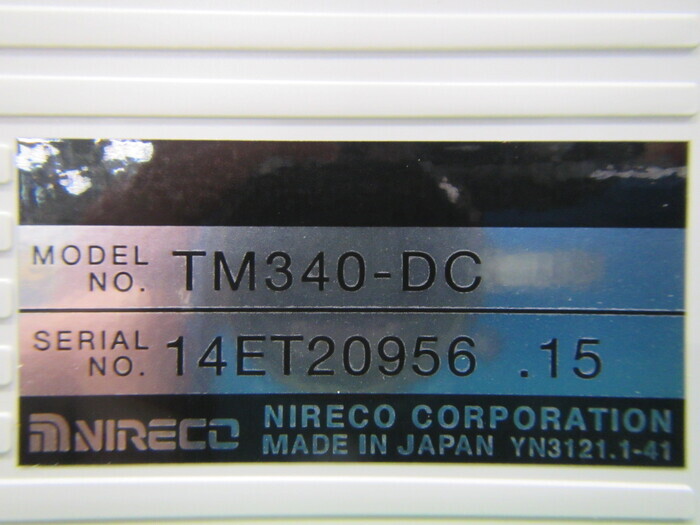 MODEL NO. TM340-DC
SERIAL NO. 14ET20956 .15
NIRECO NIRECO CORPORATION
MADE IN JAPAN YN3121.1-41